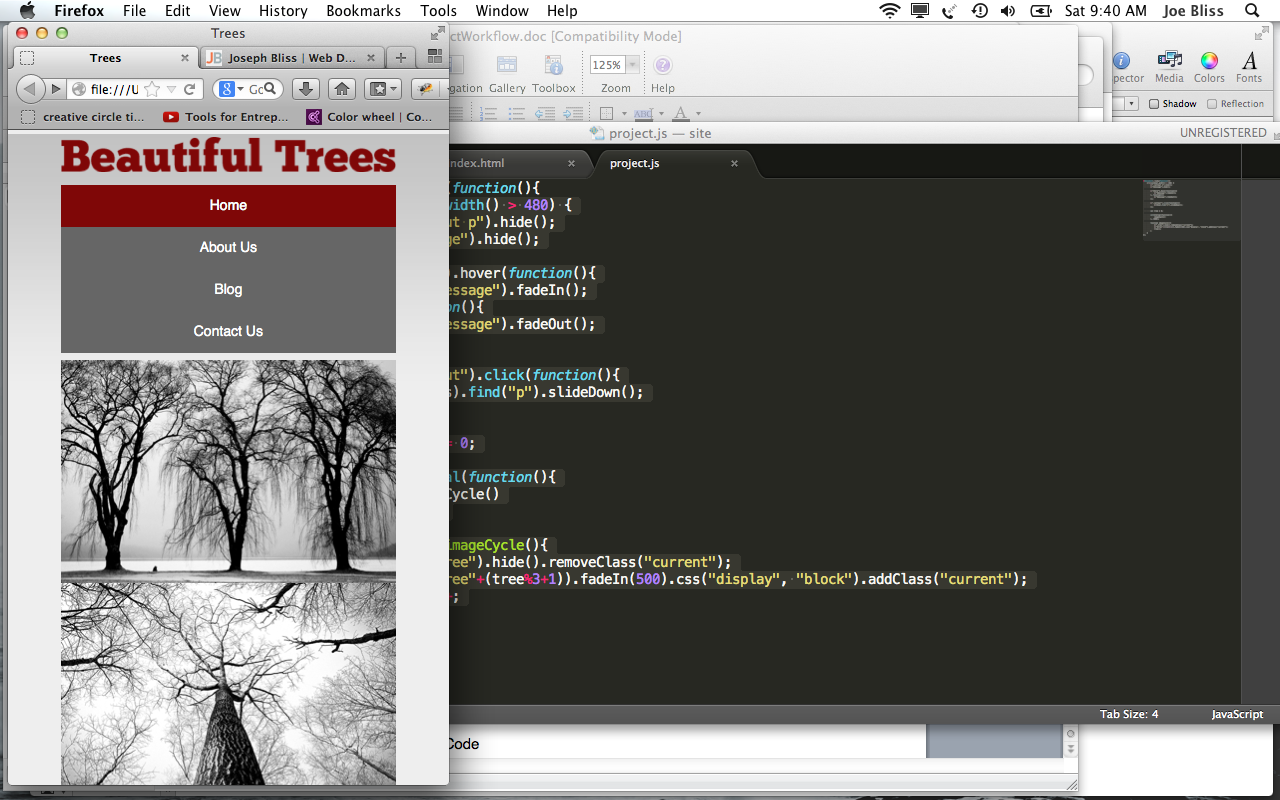 Firefox File Edit View History Bookmarks Tools Window Help Sat 9:40 AM Joe Bliss
Trees
Trees
Joseph Bliss | Web D...
file:///U
creative circle ti...
Tools for Entrep...
Color wheel | Co...
Beautiful Trees
Home
About Us
Blog
Contact Us
ctWorkflow.doc [Compatibility Mode]
125%
gation Gallery Toolbox Zoom Help
ABC A
pector Media Colors Fonts
Shadow Reflection
project.js — site
UNREGISTERED
ndex.html
project.js
(function(){
width() > 480) {
ut p").hide();
ge").hide();
).hover(function(){
essage").fadeIn();
on(){
essage").fadeOut();
ut").click(function(){
s).find("p").slideDown();
= 0;
al(function(){
Cycle()
imageCycle(){
ree").hide().removeClass("current");
ree"+(tree%3+1)).fadeIn(500).css("display", "block").addClass("current");
;
Tab Size: 4 JavaScript
Code